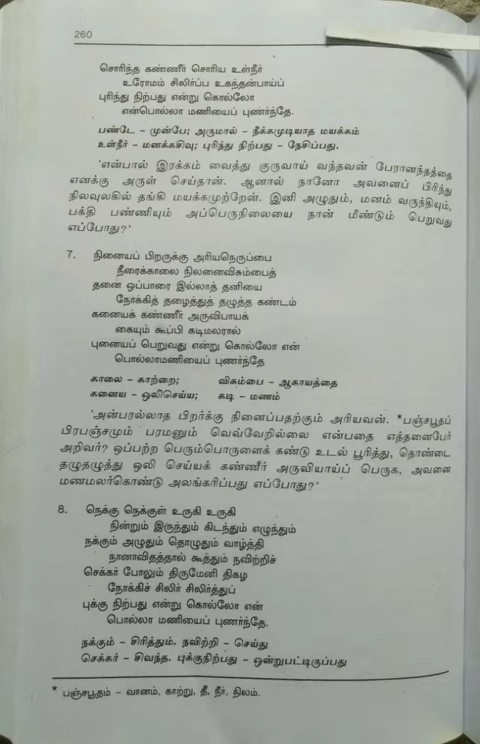 260
சொரிந்த கண்ணீர் சொரிய உள்நீர்
உரோமம் சிலிர்ப்ப உகந்தன்பாய்ப்
புரிந்து நிற்பது என்று கொல்லோ
என்பொல்லா மணியைப் புணர்ந்தே.
பண்டே – முன்பே; அருமால் – நீக்கமுடியாத மயக்கம்
உள்நீர் – மனக்கசிவு; புரிந்து நிற்பது – நேசிப்பது.
'என்பால் இரக்கம் வைத்து குருவாய் வந்தவன் பேரானந்தத்தை
எனக்கு அருள் செய்தான். ஆனால் நானோ அவனைப் பிரிந்து
நிலவுலகில் தங்கி மயக்கமுற்றேன். இனி அழுதும், மனம் வருந்தியும்,
பக்தி பண்ணியும் அப்பெருநிலையை நான் மீண்டும் பெறுவது
எப்போது?'
7. நினையப் பிறருக்கு அரியநெருப்பை
நீரைக்காலை நிலனைவிசும்பைத்
தனை ஒப்பாரை இல்லாத் தனியை
நோக்கித் தழைத்துத் தழுத்த கண்டம்
கனையக் கண்ணீர் அருவிபாயக்
கையும் கூப்பி கடிமலரால்
புனையப் பெறுவது என்று கொல்லோ என்
பொல்லாமணியைப் புணர்ந்தே
காலை – காற்றை; விசும்பை – ஆகாயத்தை
கனைய – ஒலிசெய்ய; கடி – மணம்
'அன்பரல்லாத பிறர்க்கு நினைப்பதற்கும் அரியவன். *பஞ்சபூதப்
பிரபஞ்சமும் பரமனும் வெவ்வேறில்லை என்பதை எத்தனைபேர்
அறிவர்? ஒப்பற்ற பெரும்பொருளைக் கண்டு உடல் பூரித்து, தொண்டை
தழுதழுத்து ஒலி செய்யக் கண்ணீர் அருவியாய்ப் பெருக, அவனை
மணமலர்கொண்டு அலங்கரிப்பது எப்போது?'
8. நெக்கு நெக்குள் உருகி உருகி
நின்றும் இருந்தும் கிடந்தும் எழுந்தும்
நக்கும் அழுதும் தொழுதும் வாழ்த்தி
நானாவிதத்தால் கூத்தும் நவிற்றிச்
செக்கர் போலும் திருமேனி திகழ
நோக்கிச் சிலிர் சிலிர்த்துப்
புக்கு நிற்பது என்று கொல்லோ என்
பொல்லா மணியைப் புணர்ந்தே.
நக்கும் – சிரித்தும். நவிற்றி – செய்து
செக்கர் – சிவந்த. புக்குநிற்பது – ஒன்றுபட்டிருப்பது
* பஞ்சபூதம் – வானம், காற்று, தீ, நீர், நிலம்.